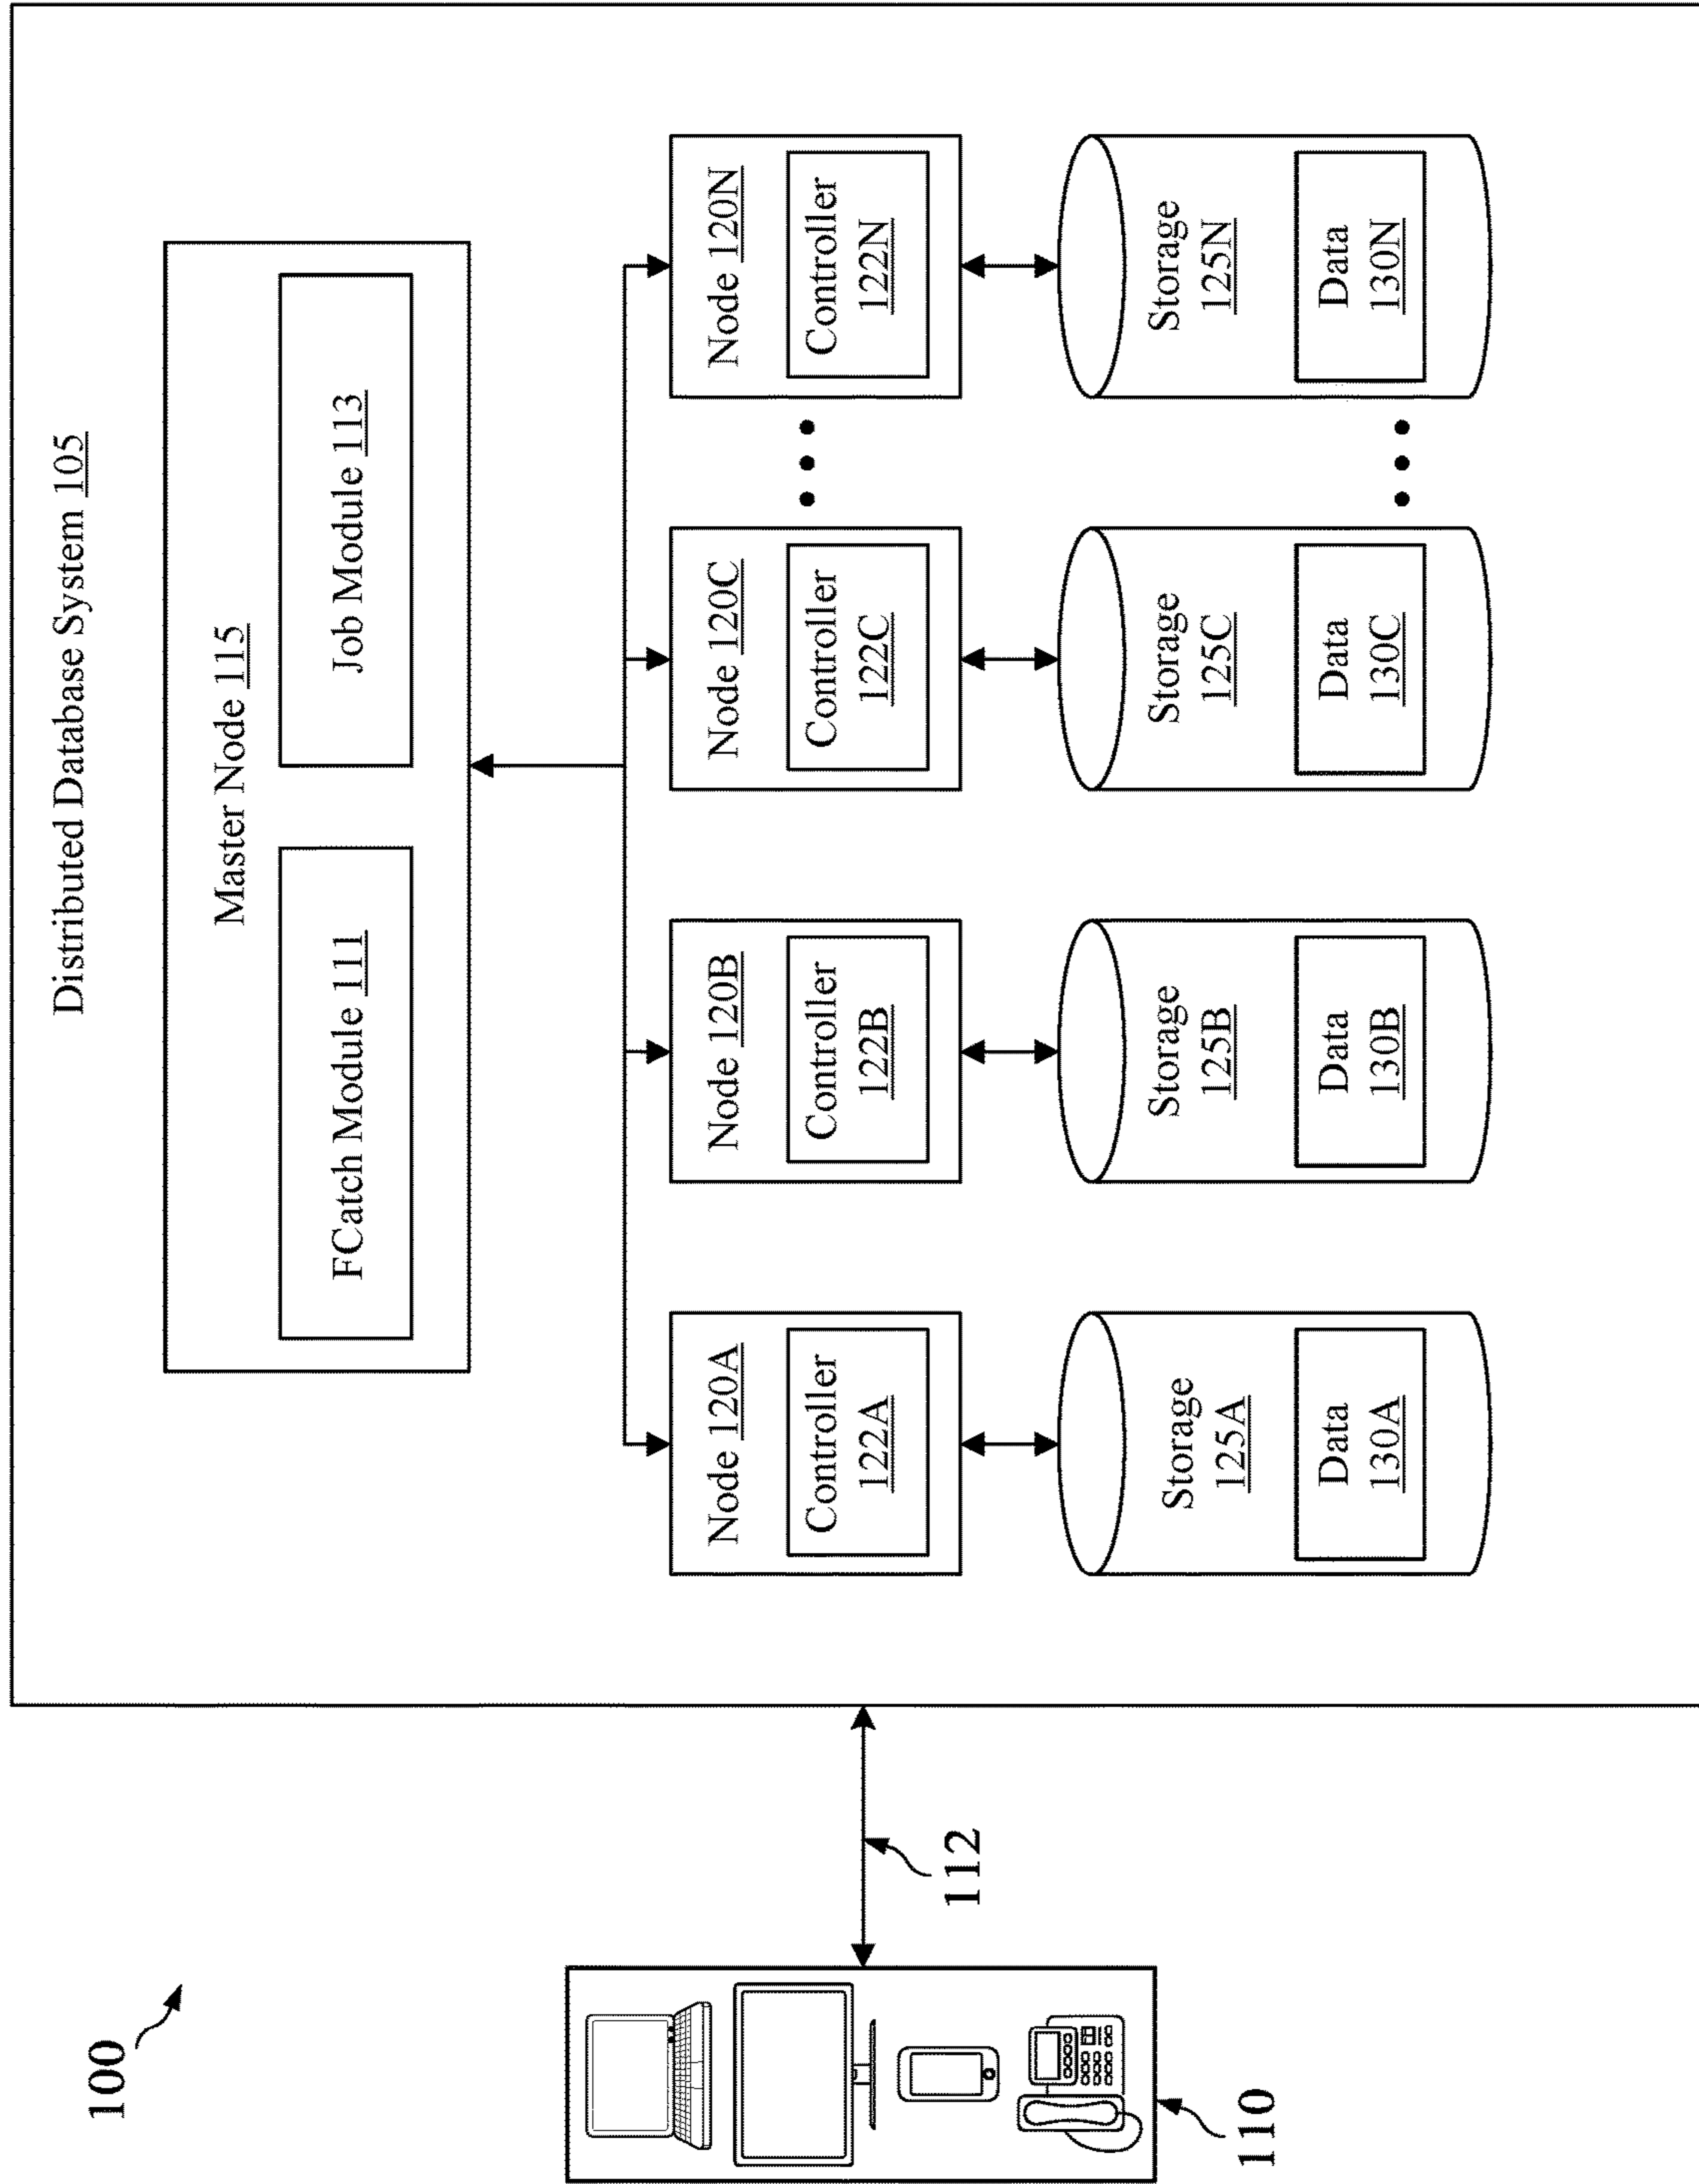 100
Distributed Database System 105
Master Node 115
FCatch Module 111
Job Module 113
Node 120A
Controller
122A
Node 120B
Controller
122B
Node 120C
Controller
122C
Node 120N
Controller
122N
Storage
125A
Data
130A
Storage
125B
Data
130B
Storage
125C
Data
130C
Storage
125N
Data
130N
112
110